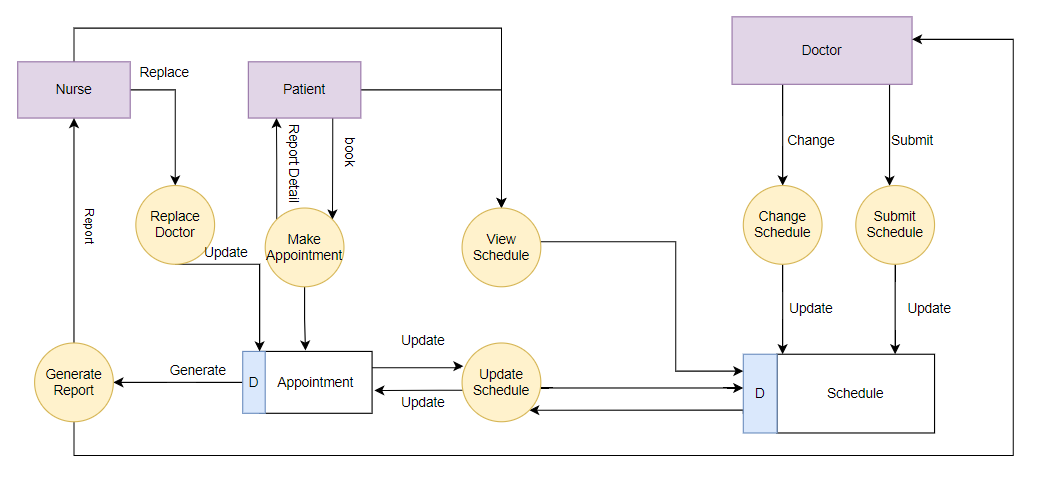 Doctor
Nurse
Replace
Patient
Report Detail
book
Change
Submit
Report
Replace
Doctor
Update
Make
Appointment
View
Schedule
Change
Schedule
Submit
Schedule
Update
Update
Update
Generate
Report
Generate
D
Appointment
Update
Schedule
Update
D
Schedule